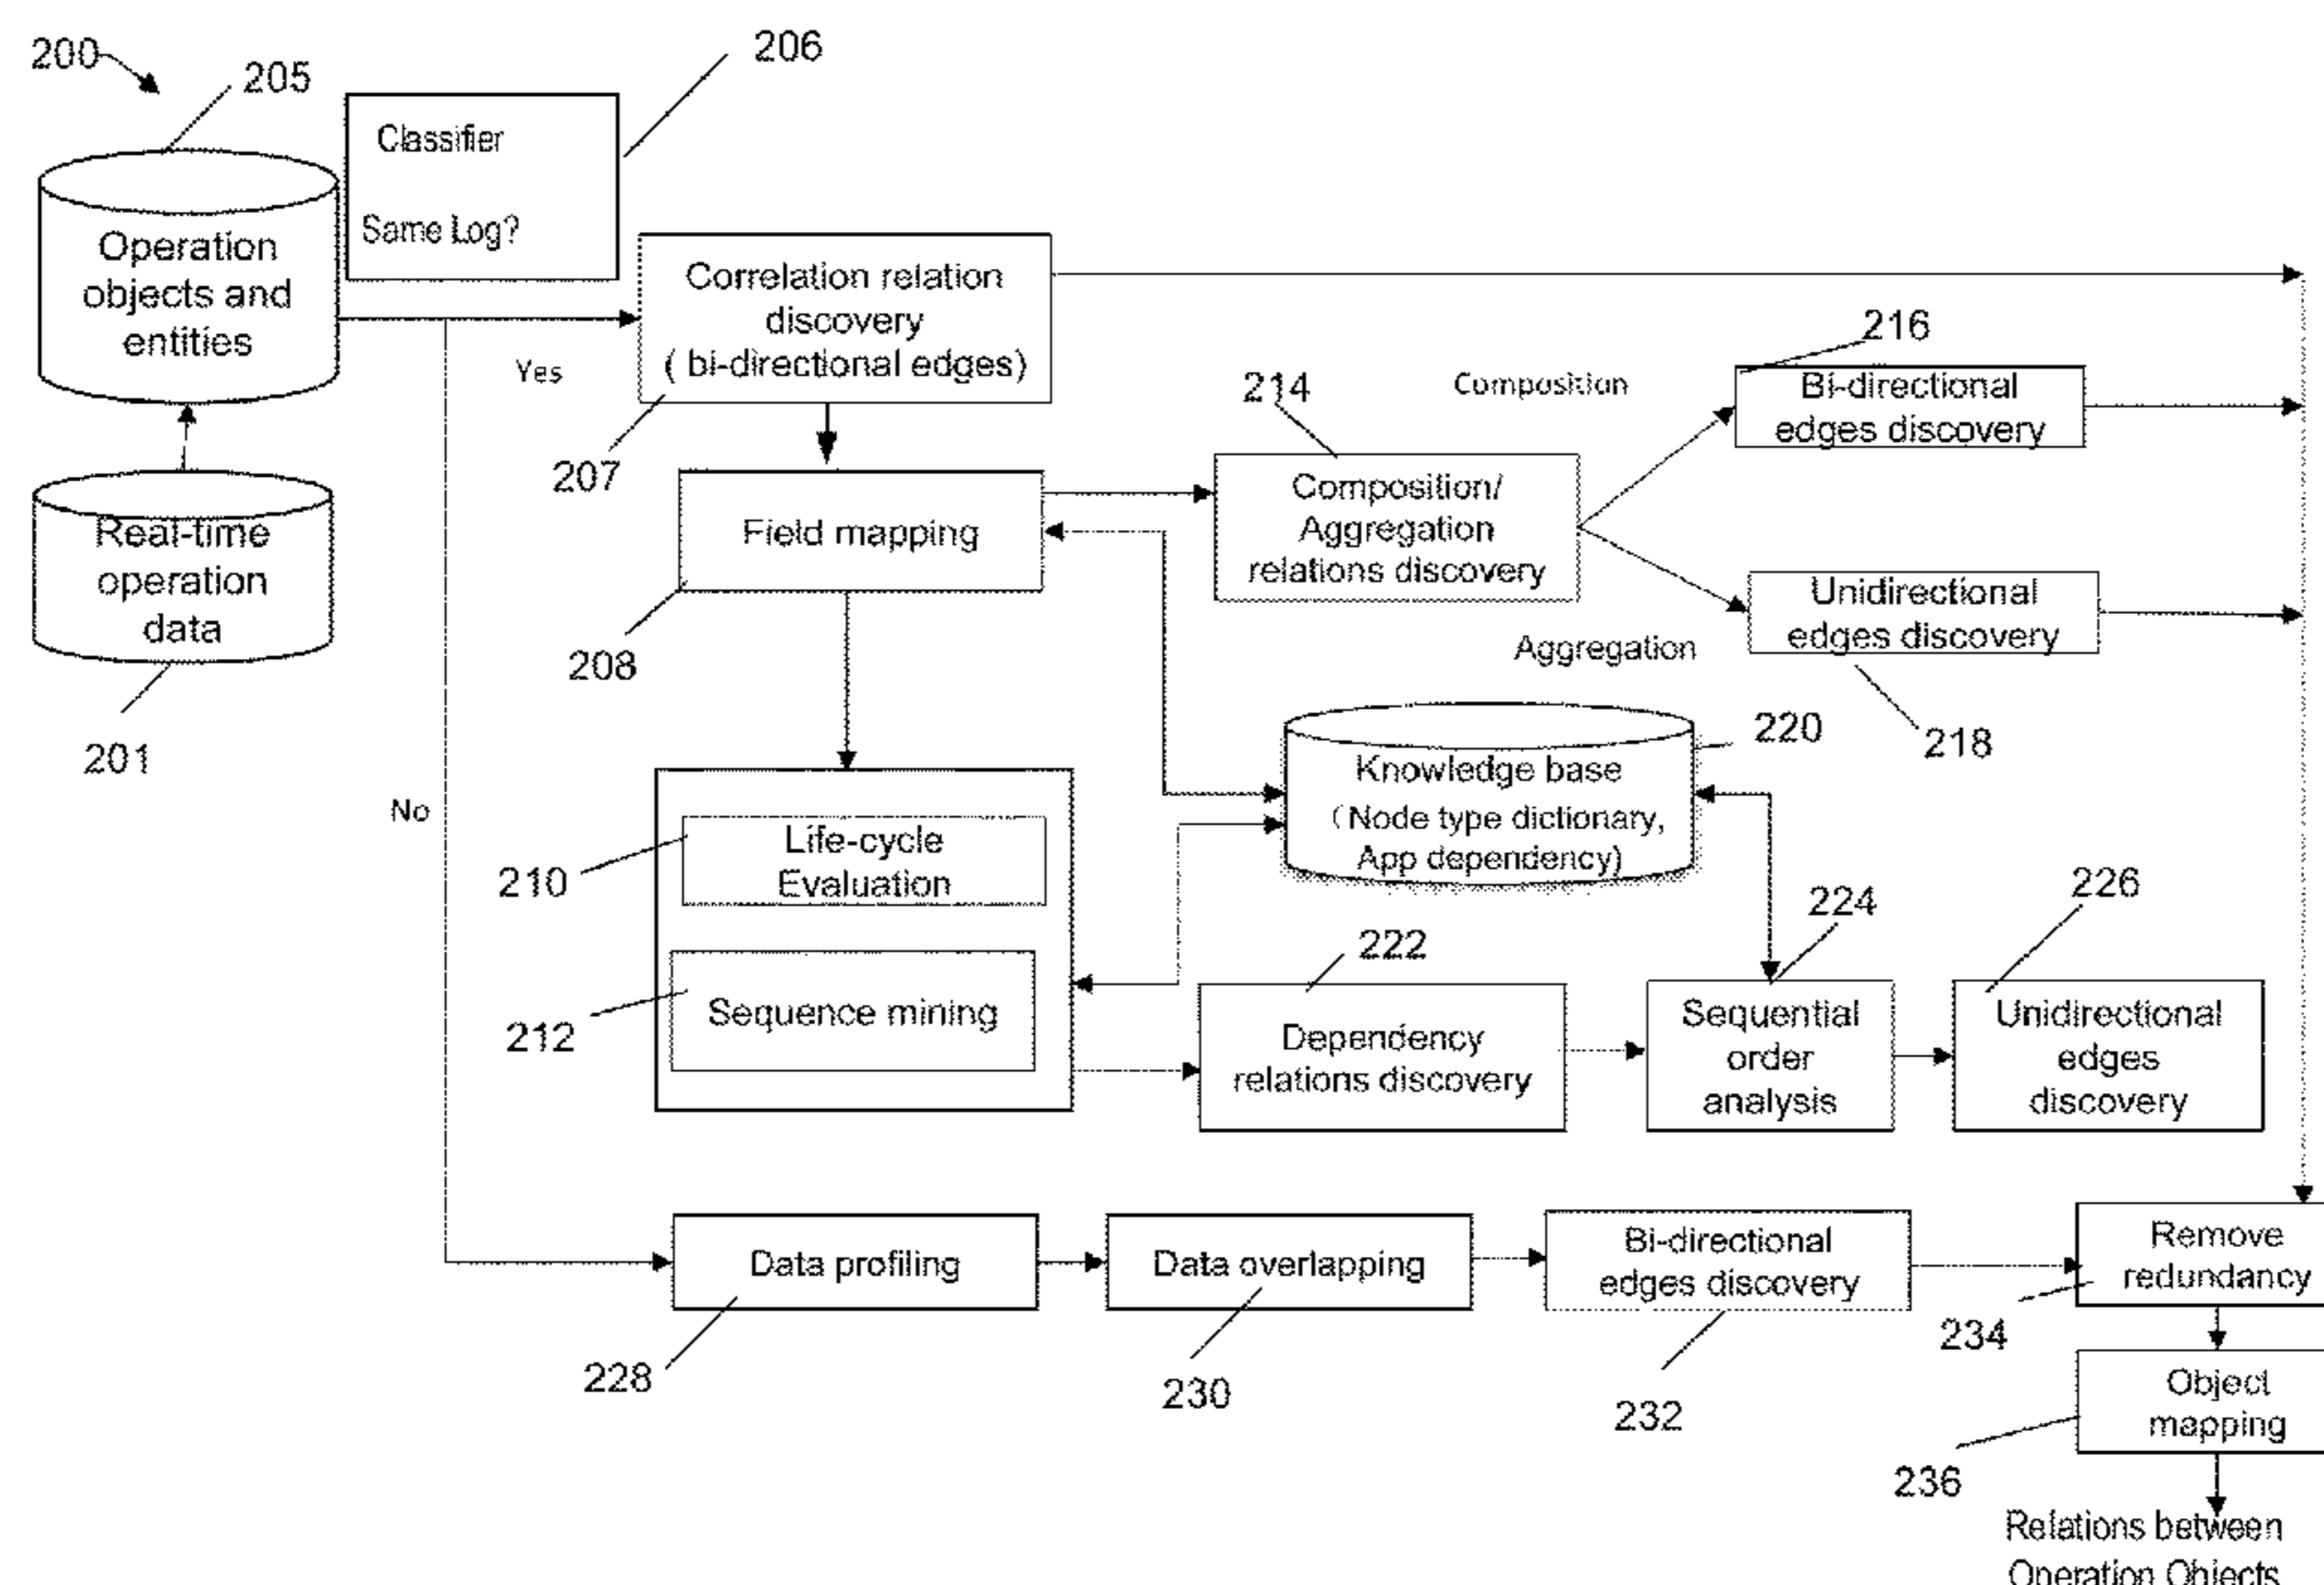 200
205
206
Classifier
Same Log?
Operation
objects and
entities
Correlation relation
discovery
( bi-directional edges)
Yes
207
216
Composition
Bi-directional
edges discovery
214
Composition/
Aggregation
relations discovery
Real-time
operation
data
201
Field mapping
208
Unidirectional
edges discovery
Aggregation
218
220
Knowledge base
(Node type dictionary,
App dependency)
No
210
Life-cycle
Evaluation
212
Sequence mining
222
Dependency
relations discovery
224
Sequential
order
analysis
226
Unidirectional
edges
discovery
Data profiling
228
Data overlapping
230
Bi-directional
edges discovery
232
Remove
redundancy
234
Object
mapping
236
Relations between
Operation Objects